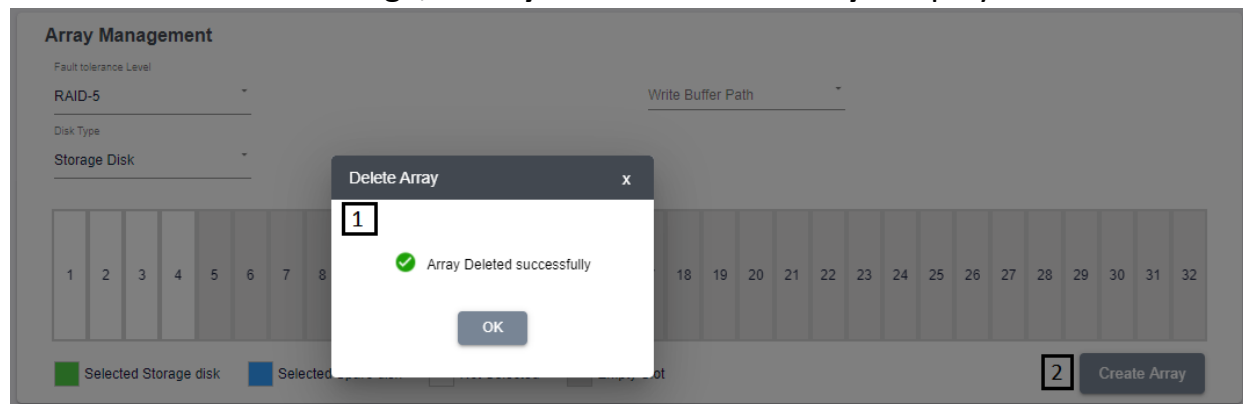 Array Management
Fault tolerance Level
RAID-5
Write Buffer Path
Disk Type
Storage Disk
Delete Array x
1
Array Deleted successfully
OK
1 2 3 4 5 6 7 8 18 19 20 21 22 23 24 25 26 27 28 29 30 31 32
Selected Storage disk Selected
2 Create Array